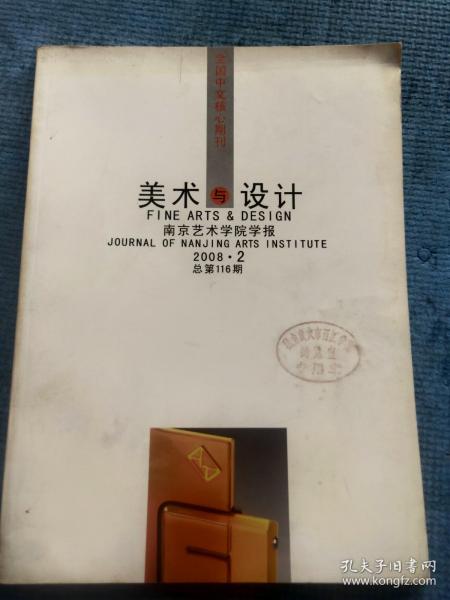 全国中文核心期刊
美术与设计
FINE ARTS & DESIGN
南京艺术学院学报
JOURNAL OF NANJING ARTS INSTITUTE
2008·2
总第116期
孔夫子旧书网
www.kongfz.com